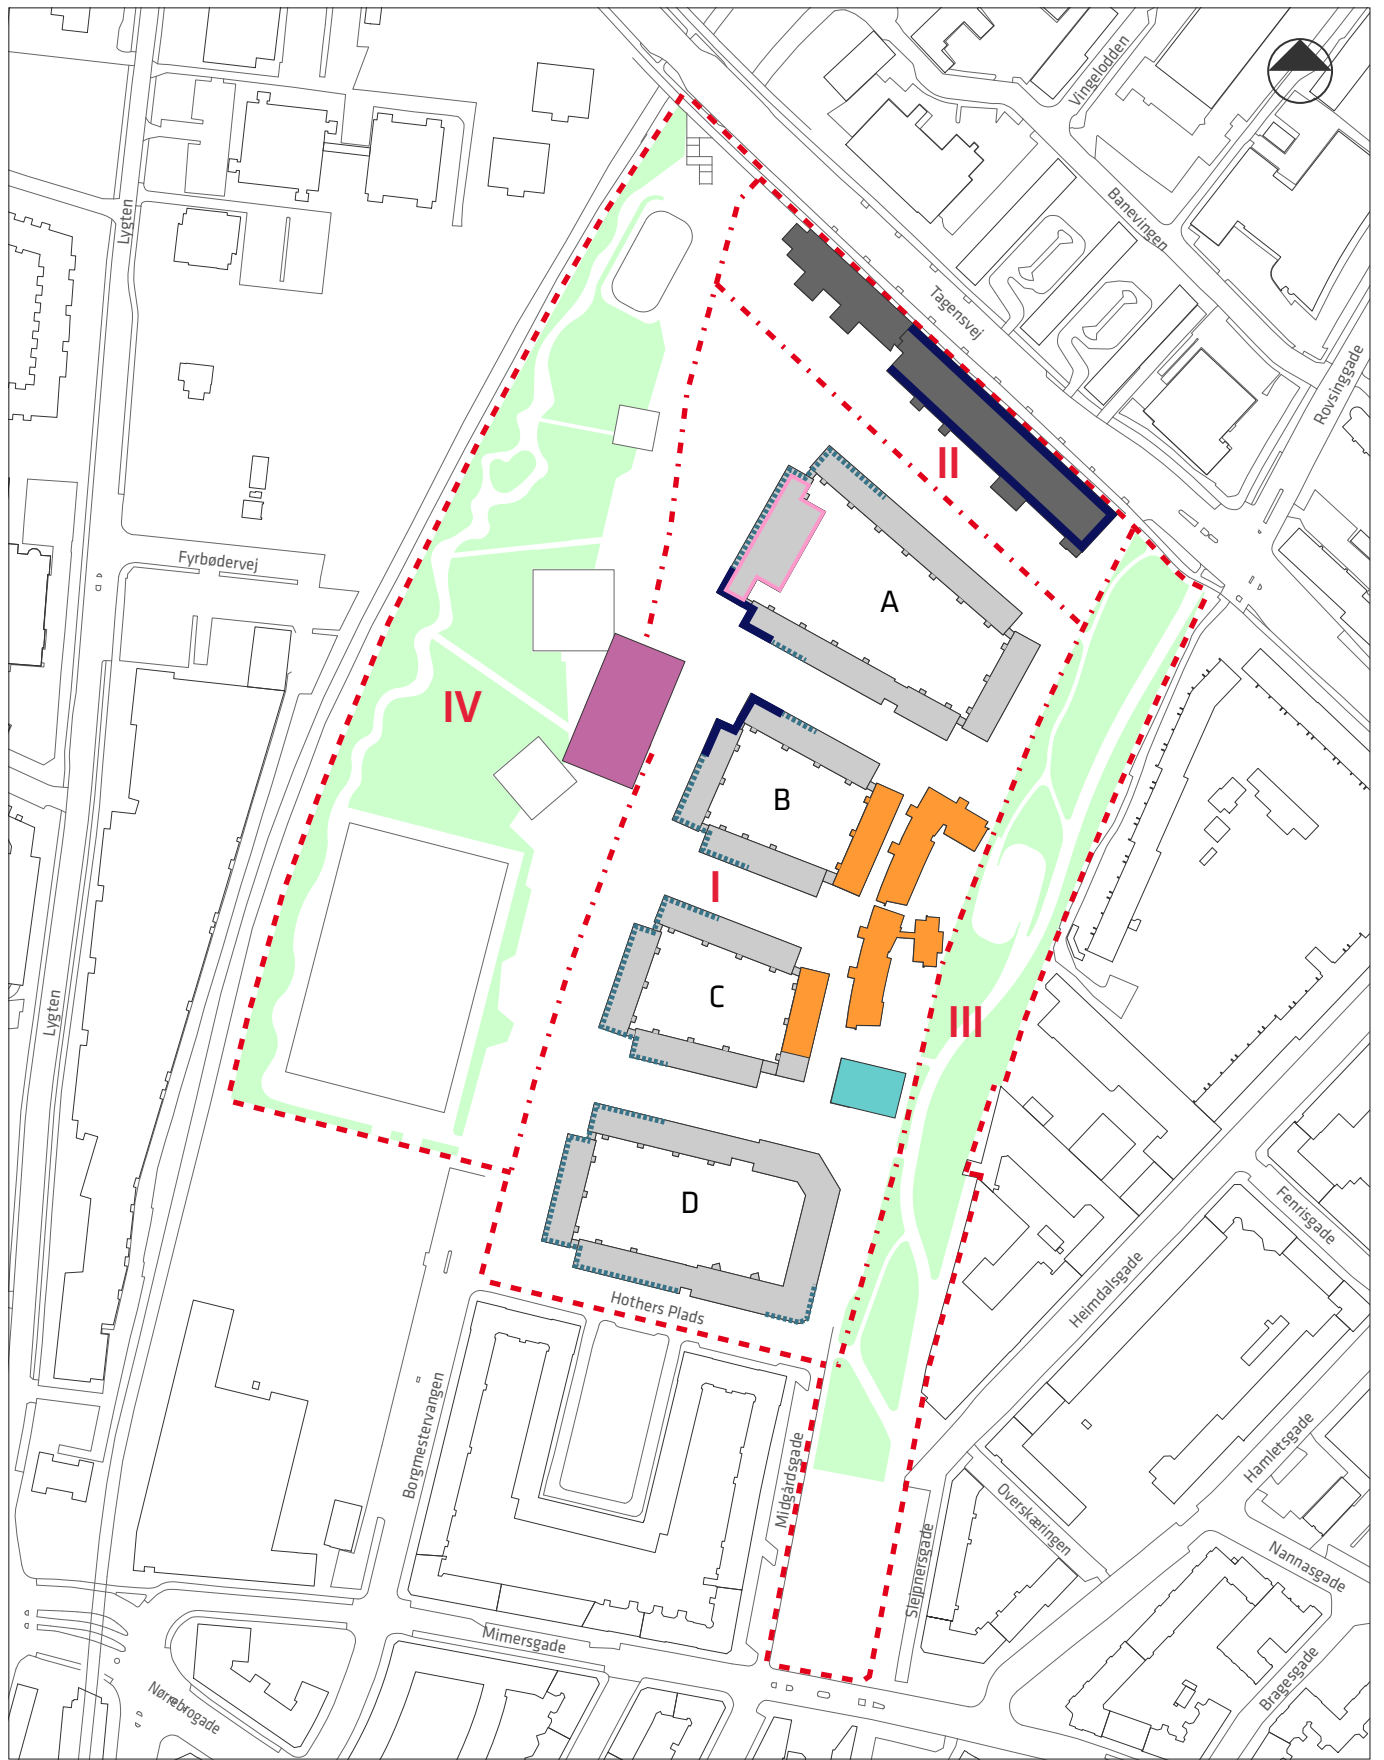 Vingelodden
Lygten
Banevingen
Tagensvej
Rovsinggade
II
Fyrbødervej
A
IV
B
I
C
Lygten
III
D
Fenrisgade
Hothers Plads
Heimdalsgade
Borgmestervangen
Midgårdsgade
Hamletsgade
Overskæringen
Sleipnersgade
Nannasgade
Mimersgade
Bragesgade
Nørrebrogade